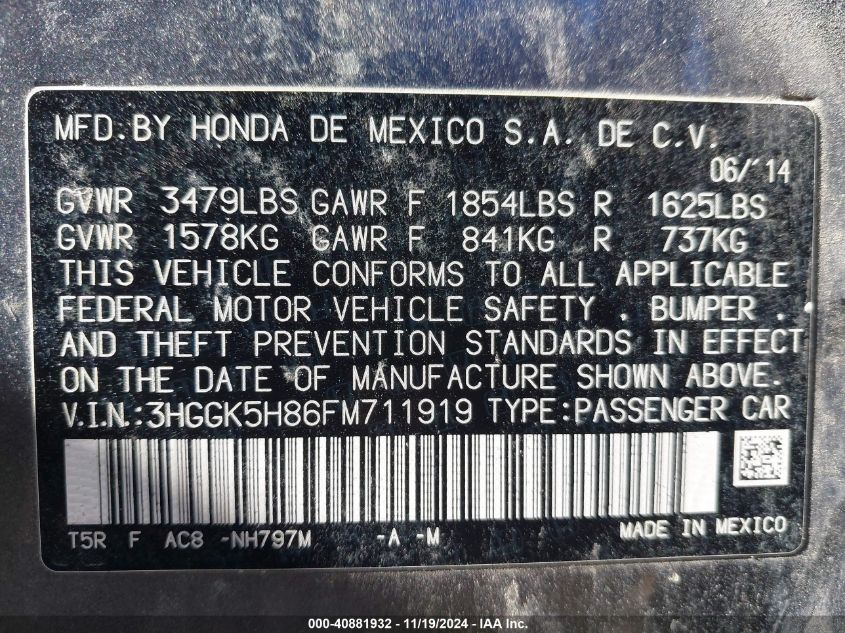 MFD.BY HONDA DE MEXICO S.A. DE C.V.
06/'14
GVWR 3479LBS GAWR F 1854LBS R 1625LBS
GVWR 1578KG GAWR F 841KG R 737KG
THIS VEHICLE CONFORMS TO ALL APPLICABLE
FEDERAL MOTOR VEHICLE SAFETY . BUMPER .
AND THEFT PREVENTION STANDARDS IN EFFECT
ON THE DATE OF MANUFACTURE SHOWN ABOVE.
V.I.N.:3HGGK5H86FM711919 TYPE:PASSENGER CAR
T5R F AC8 -NH797M -A -M MADE IN MEXICO
000-40881932 - 11/19/2024 - IAA Inc.